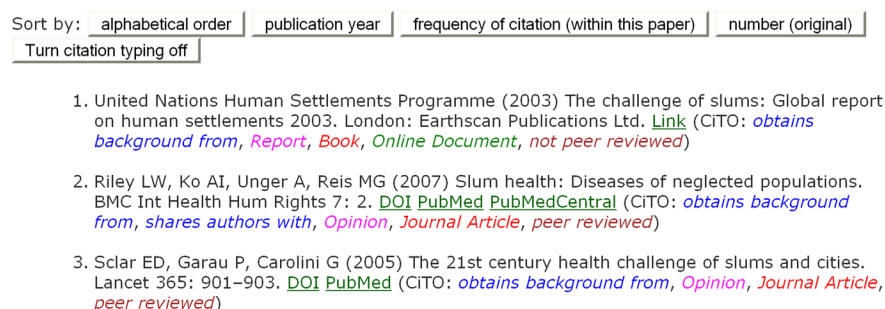 Sort by: alphabetical order publication year frequency of citation (within this paper) number (original)
Turn citation typing off
1. United Nations Human Settlements Programme (2003) The challenge of slums: Global report
on human settlements 2003. London: Earthscan Publications Ltd. Link (CiTO: obtains
background from, Report, Book, Online Document, not peer reviewed)
2. Riley LW, Ko AI, Unger A, Reis MG (2007) Slum health: Diseases of neglected populations.
BMC Int Health Hum Rights 7: 2. DOI PubMed PubMedCentral (CiTO: obtains background
from, shares authors with, Opinion, Journal Article, peer reviewed)
3. Sclar ED, Garau P, Carolini G (2005) The 21st century health challenge of slums and cities.
Lancet 365: 901–903. DOI PubMed (CiTO: obtains background from, Opinion, Journal Article,
peer reviewed)